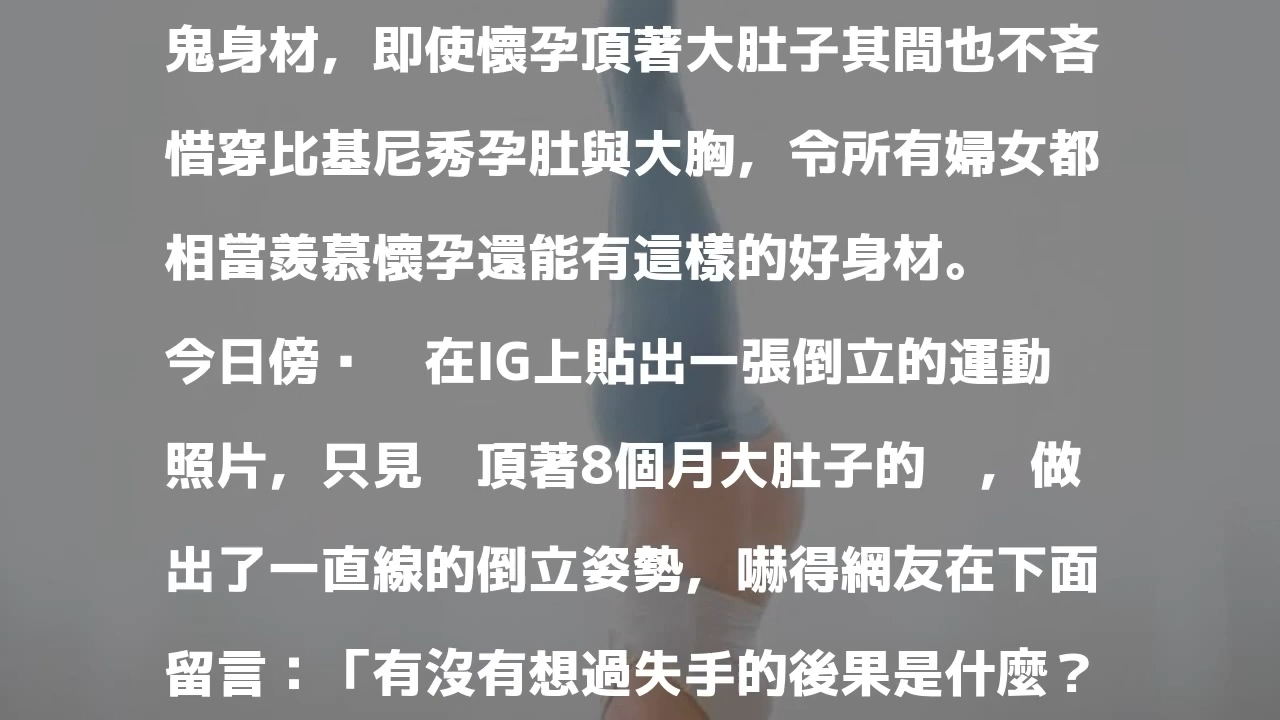 鬼身材，即使懷孕頂著大肚子其間也不吝
惜穿比基尼秀孕肚與大胸，令所有婦女都
相當羨慕懷孕還能有這樣的好身材。
今日傍·　在IG上貼出一張倒立的運動
照片，只見　頂著8個月大肚子的　，做
出了一直線的倒立姿勢，嚇得網友在下面
留言：「有沒有想過失手的後果是什麼？